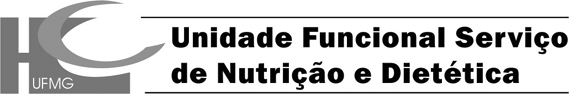 HC
UFMG
Unidade Funcional Serviço
de Nutrição e Dietética